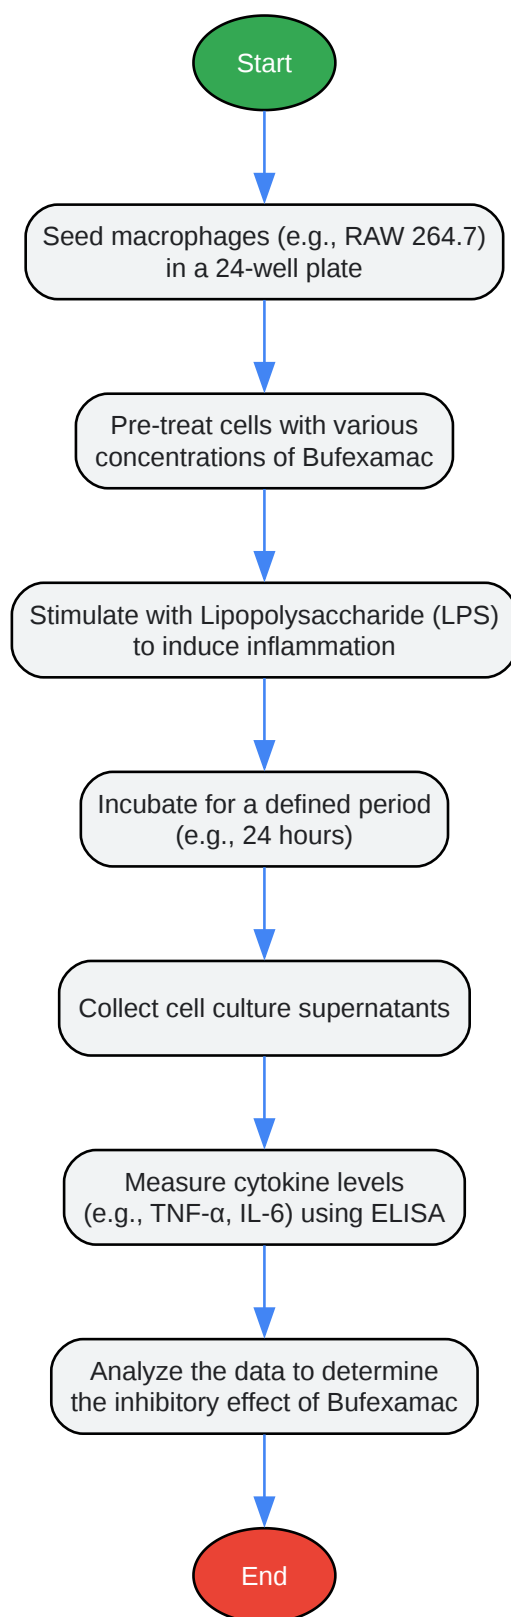 Start
Seed macrophages (e.g., RAW 264.7)
in a 24-well plate
Pre-treat cells with various
concentrations of Bufexamac
Stimulate with Lipopolysaccharide (LPS)
to induce inflammation
Incubate for a defined period
(e.g., 24 hours)
Collect cell culture supernatants
Measure cytokine levels
(e.g., TNF-α, IL-6) using ELISA
Analyze the data to determine
the inhibitory effect of Bufexamac
End